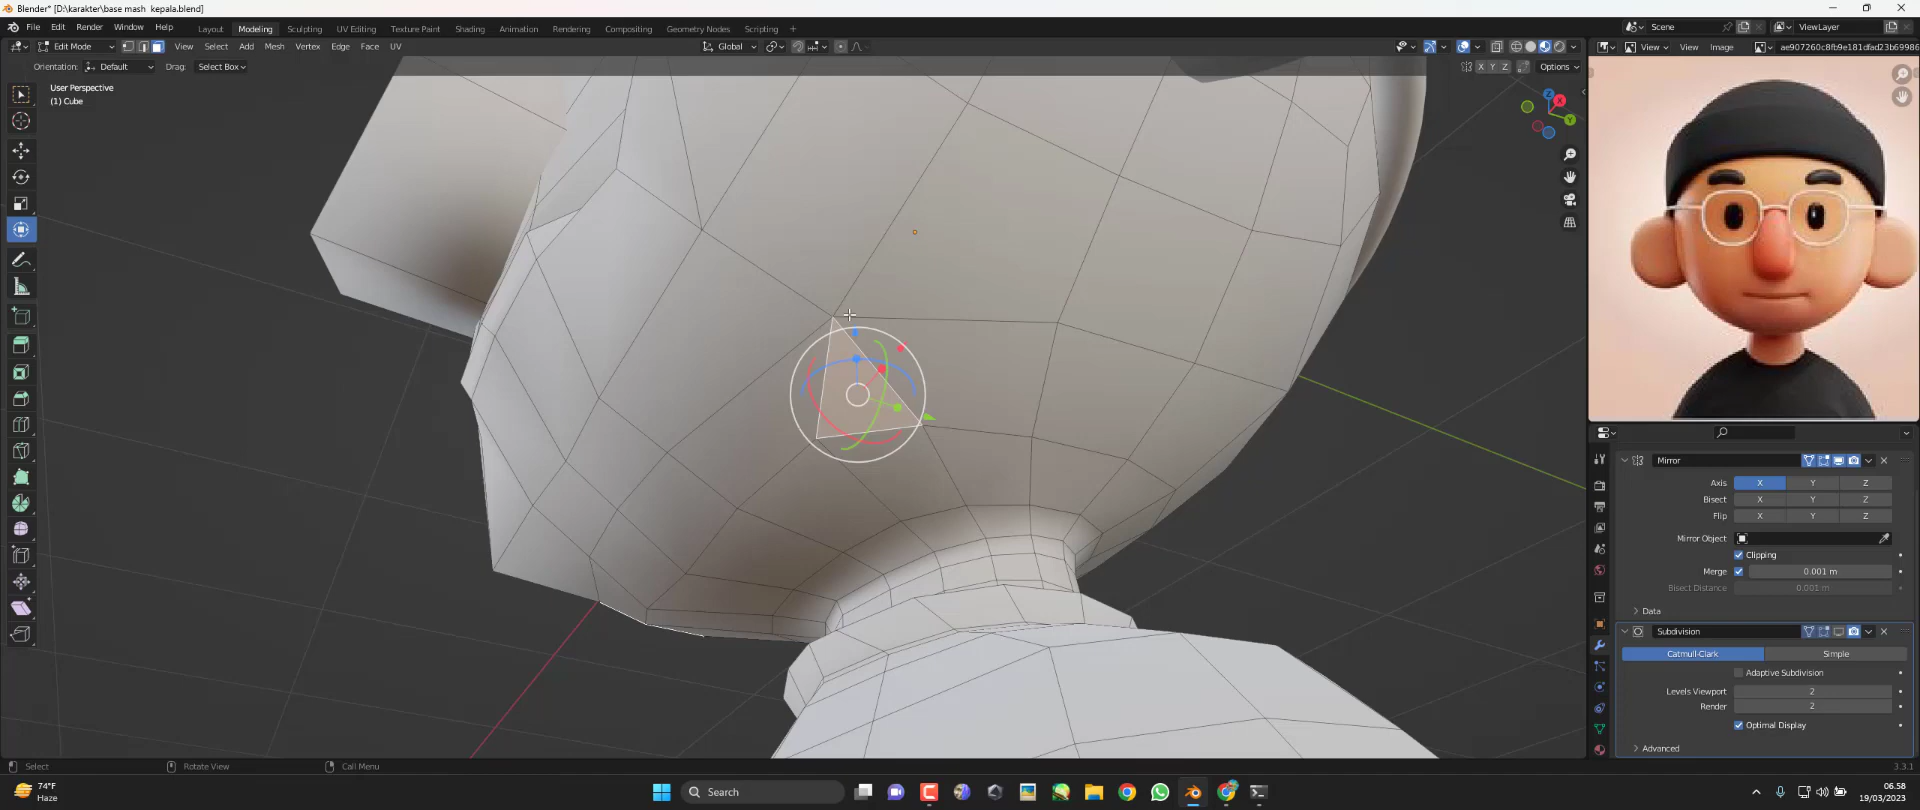 Blender* [D:\karakter\base mash kepala.blend]
File Edit Render Window Help
Layout Modeling Sculpting UV Editing Texture Paint Shading Animation Rendering Compositing Geometry Nodes Scripting +
Scene
ViewLayer
Edit Mode View Select Add Mesh Vertex Edge Face UV
Global
View View Image ae907260c8fb9e181dfad23b69986
Orientation: Default Drag: Select Box
X Y Z Options
User Perspective
(1) Cube
Z
X
Y
Mirror
Axis X Y Z
Bisect X Y Z
Flip X Y Z
Mirror Object
Clipping
Merge 0.001 m
Bisect Distance 0.001 m
Data
Subdivision
Catmull-Clark Simple
Adaptive Subdivision
Levels Viewport 2
Render 2
Optimal Display
Advanced
Select Rotate View Call Menu
3.3.1
74°F
Haze
Search
06.58
19/03/2023